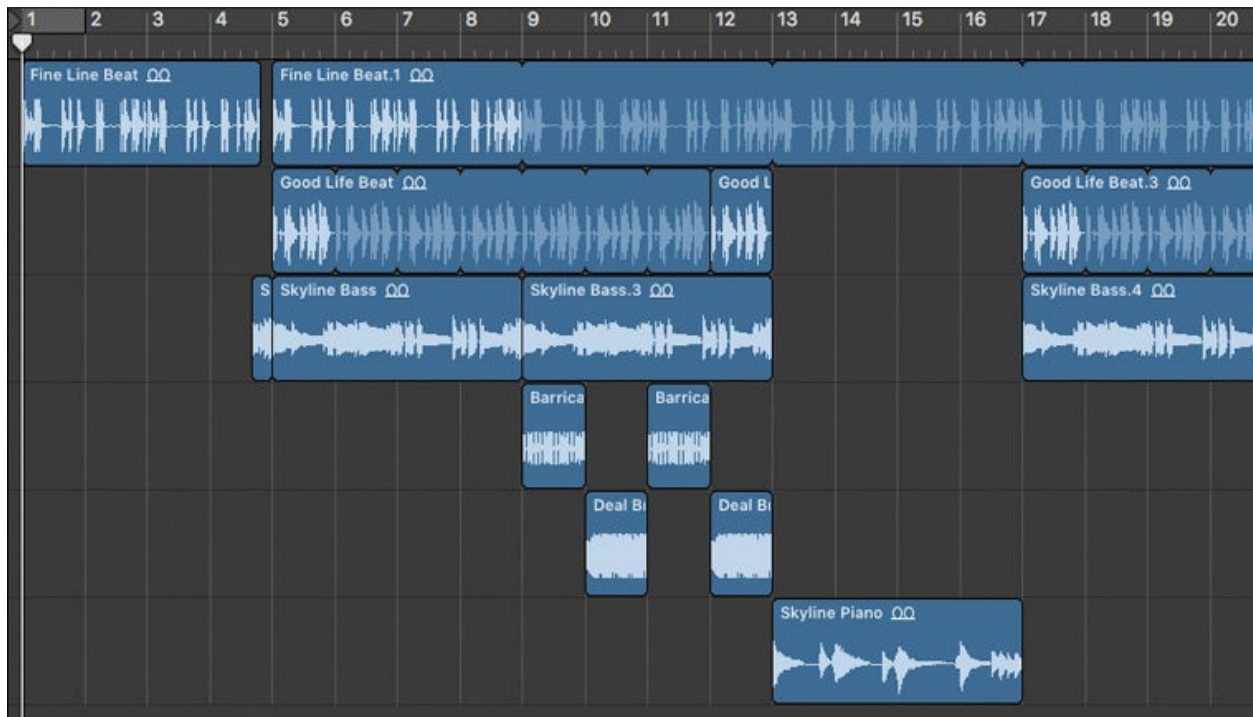 1 2 3 4 5 6 7 8 9 10 11 12 13 14 15 16 17 18 19 20
Fine Line Beat Fine Line Beat.1
Good Life Beat Good L Good Life Beat.3
S Skyline Bass Skyline Bass.3 Skyline Bass.4
Barrica Barrica
Deal Br Deal Br
Skyline Piano